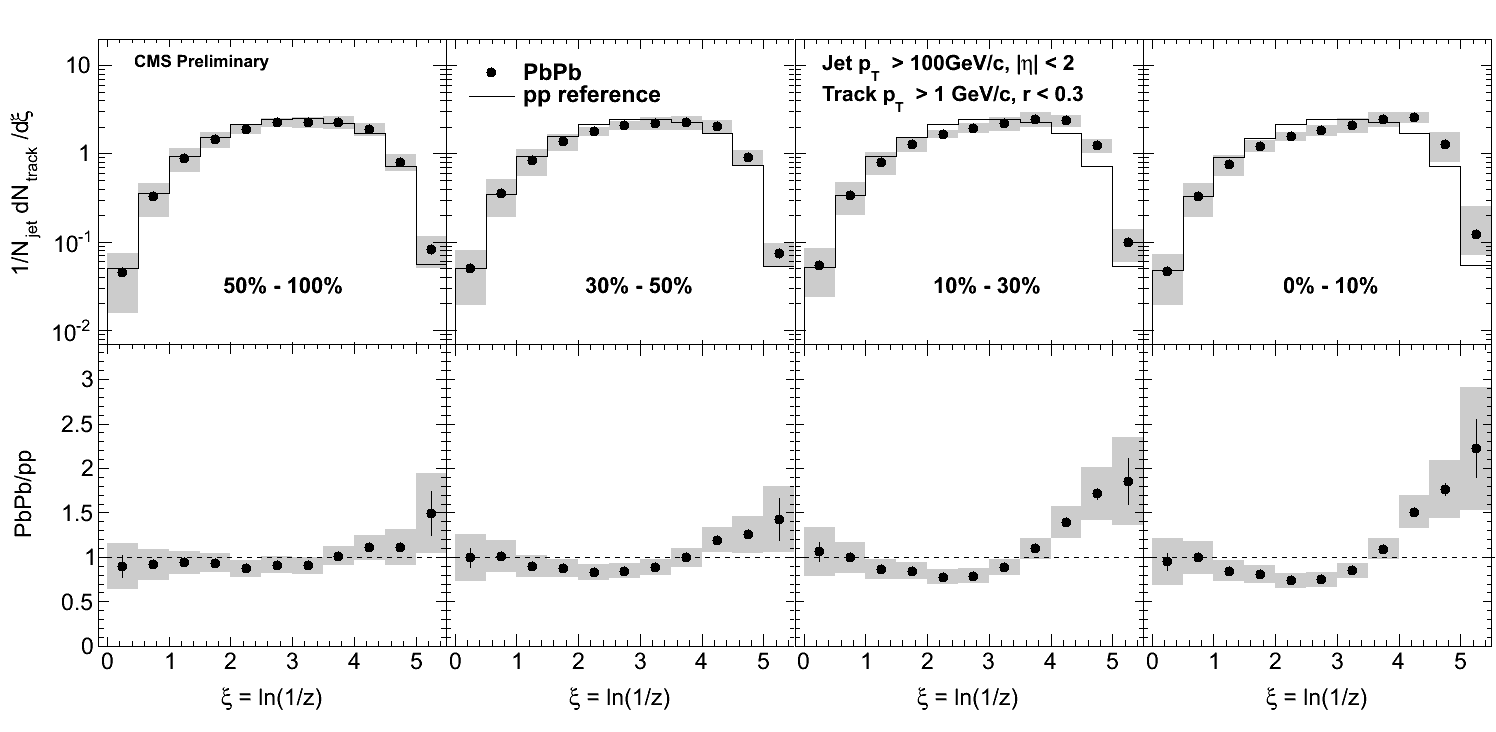 CMS Preliminary
PbPb
pp reference
Jet p_T > 100GeV/c, |η| < 2
Track p_T > 1 GeV/c, r < 0.3
1/N_jet dN_track /dξ
10
1
10^-1
10^-2
50% - 100%
30% - 50%
10% - 30%
0% - 10%
PbPb/pp
3
2.5
2
1.5
1
0.5
0
0 1 2 3 4 5
0 1 2 3 4 5
0 1 2 3 4 5
0 1 2 3 4 5
ξ = ln(1/z)
ξ = ln(1/z)
ξ = ln(1/z)
ξ = ln(1/z)